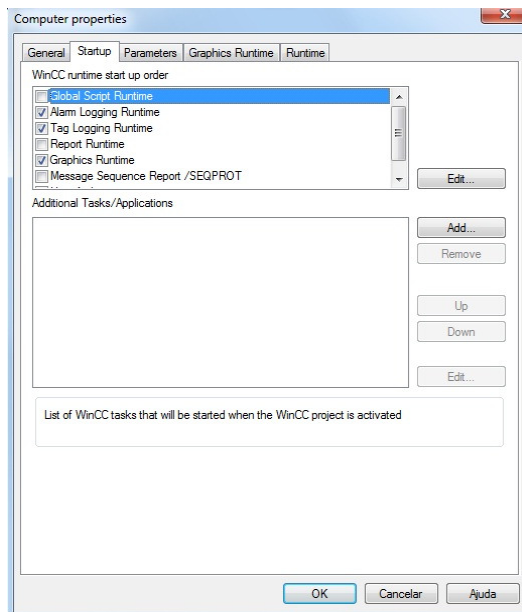 Computer properties
General Startup Parameters Graphics Runtime Runtime
WinCC runtime start up order
Global Script Runtime
Alarm Logging Runtime
Tag Logging Runtime
Report Runtime
Graphics Runtime
Message Sequence Report /SEQPROT
Edit...
Additional Tasks/Applications
Add...
Remove
Up
Down
Edit...
List of WinCC tasks that will be started when the WinCC project is activated
OK Cancelar Ajuda